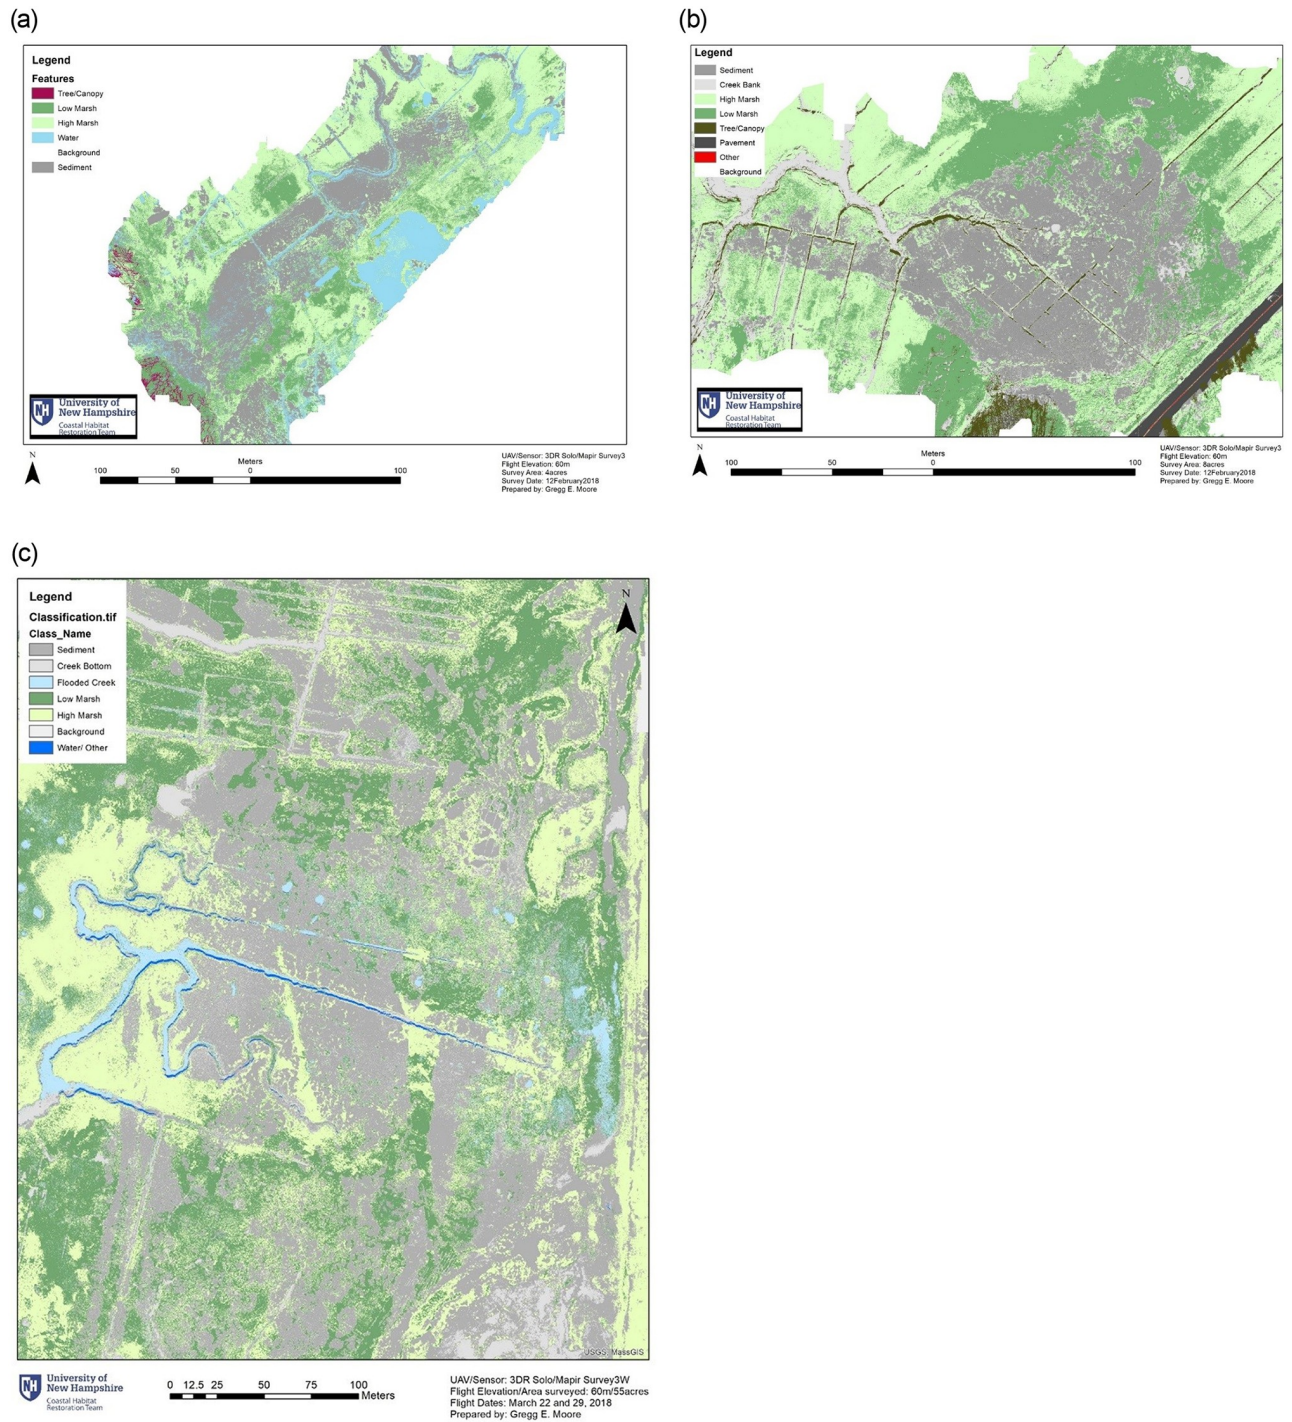 (a)
Legend
Features
Tree/Canopy
Low Marsh
High Marsh
Water
Background
Sediment
NH
University of
New Hampshire
Coastal Habitat
Restoration Team
N
Meters
100 50 0 100
UAV/Sensor: 3DR Solo/Mapir Survey3
Flight Elevation: 60m
Survey Area: 4acres
Survey Date: 12February2018
Prepared by: Gregg E. Moore
(b)
Legend
Sediment
Creek Bank
High Marsh
Low Marsh
Tree/Canopy
Pavement
Other
Background
NH
University of
New Hampshire
Coastal Habitat
Restoration Team
N
Meters
100 50 0 100
UAV/Sensor: 3DR Solo/Mapir Survey3
Flight Elevation: 60m
Survey Area: 8acres
Survey Date: 12February2018
Prepared by: Gregg E. Moore
(c)
Legend
Classification.tif
Class_Name
Sediment
Creek Bottom
Flooded Creek
Low Marsh
High Marsh
Background
Water/ Other
N
USGS, MassGIS
NH
University of
New Hampshire
Coastal Habitat
Restoration Team
0 12.5 25 50 75 100
Meters
UAV/Sensor: 3DR Solo/Mapir Survey3W
Flight Elevation/Area surveyed: 60m/55acres
Flight Dates: March 22 and 29, 2018
Prepared by: Gregg E. Moore